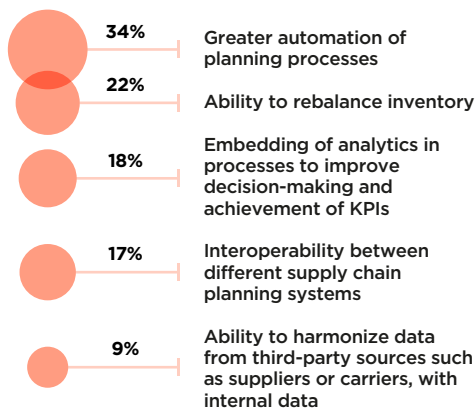 34%
Greater automation of
planning processes
22%
Ability to rebalance inventory
18%
Embedding of analytics in
processes to improve
decision-making and
achievement of KPIs
17%
Interoperability between
different supply chain
planning systems
9%
Ability to harmonize data
from third-party sources such
as suppliers or carriers, with
internal data